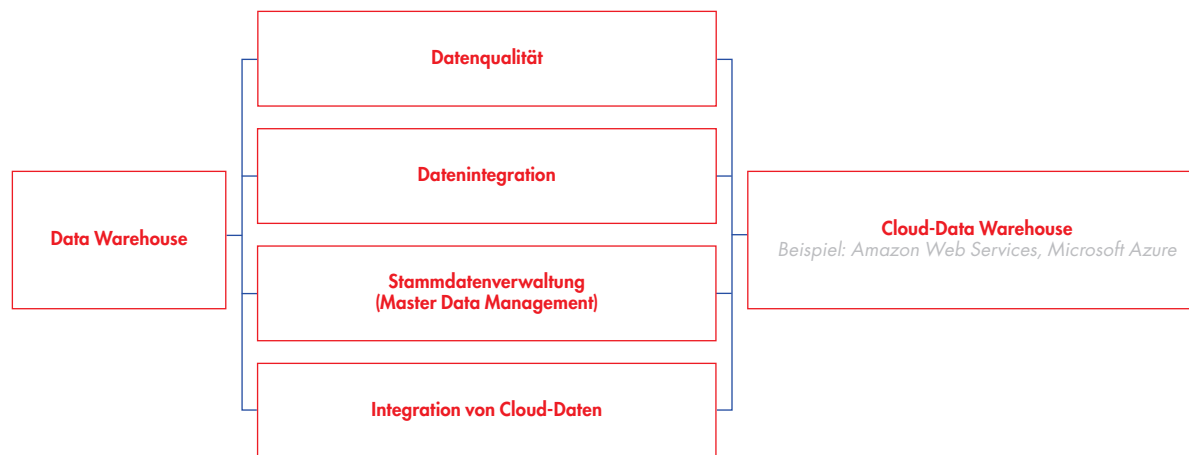 Datenqualität
Datenintegration
Data Warehouse
Stammdatenverwaltung
(Master Data Management)
Integration von Cloud-Daten
Cloud-Data Warehouse
Beispiel: Amazon Web Services, Microsoft Azure